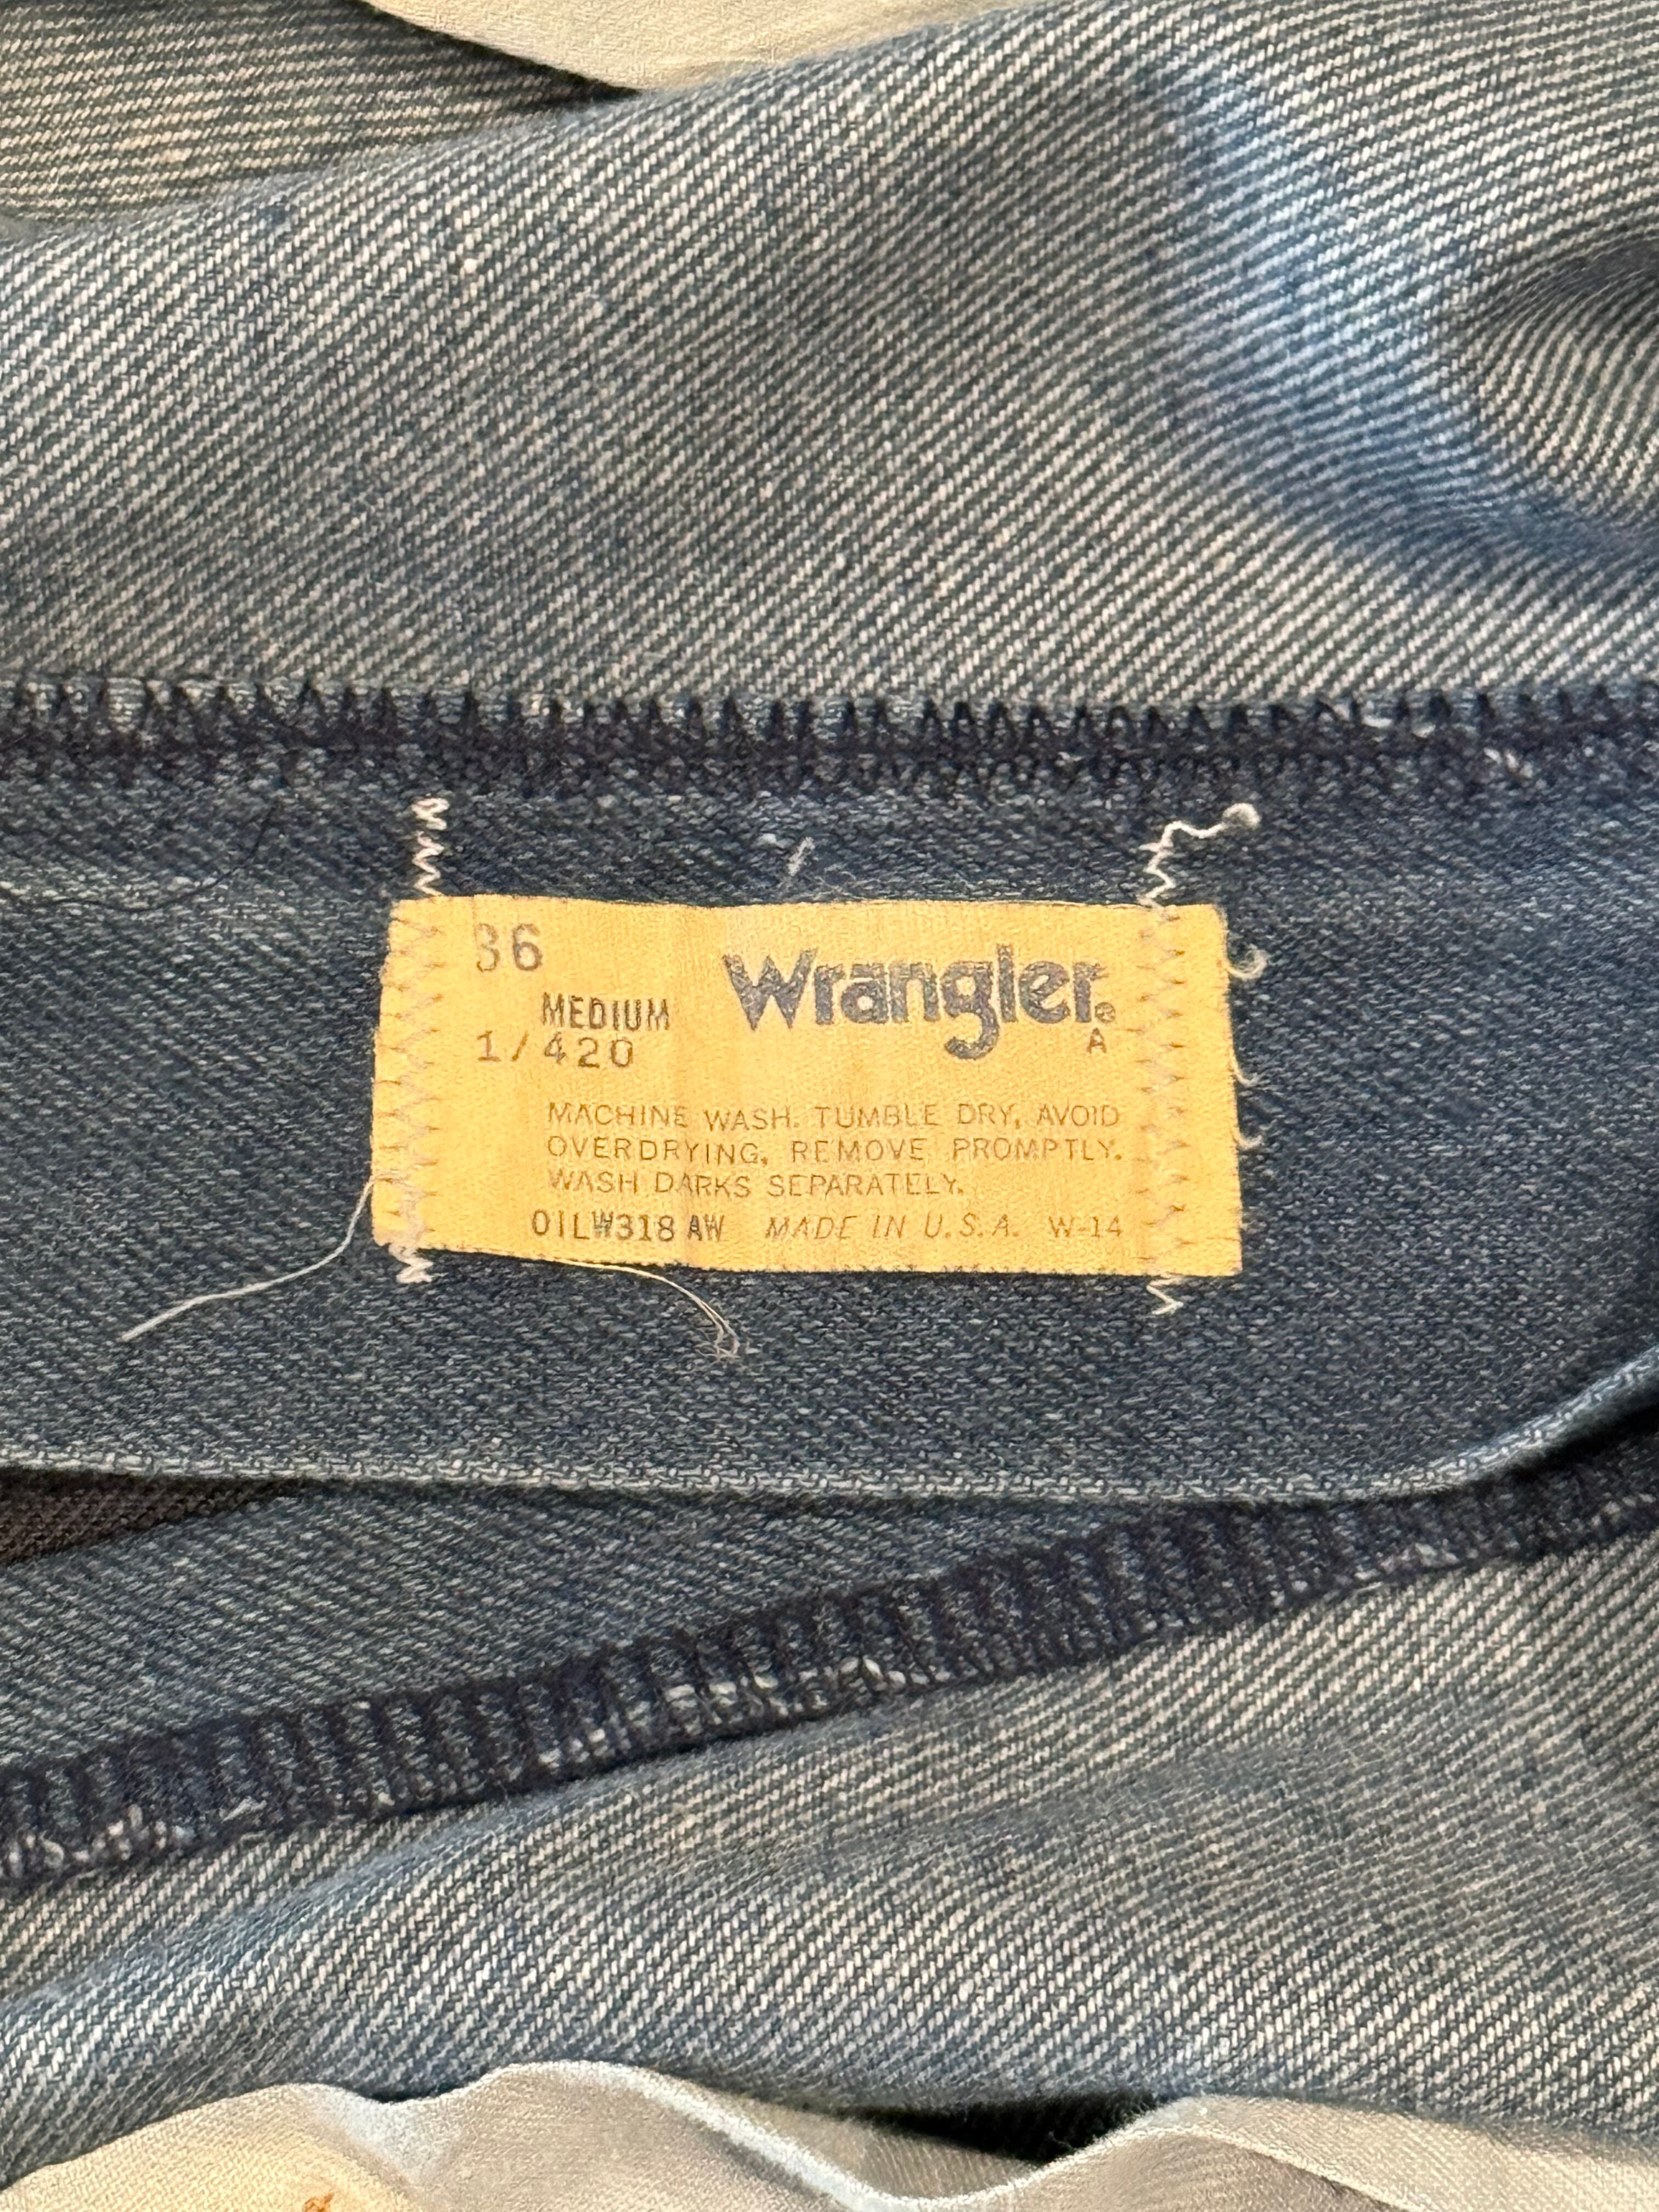 36
Wrangler®
MEDIUM
A
1/420
MACHINE WASH. TUMBLE DRY, AVOID
OVERDRYING, REMOVE PROMPTLY.
WASH DARKS SEPARATELY.
OILW318 AW MADE IN U.S.A. W-14